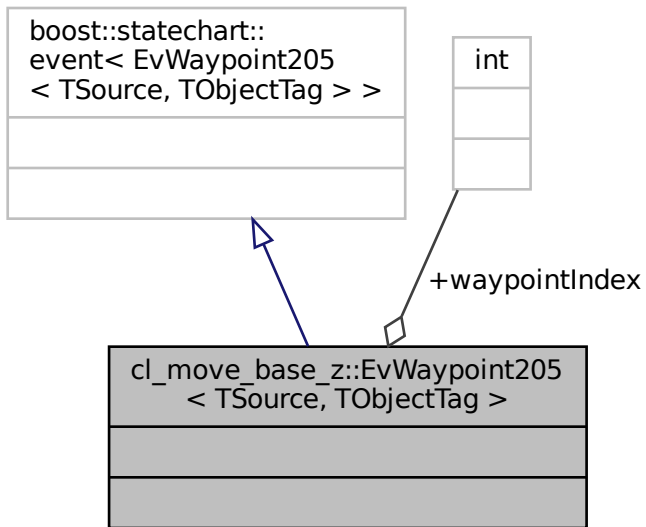 boost::statechart::
event< EvWaypoint205
< TSource, TObjectTag > >
int
+waypointIndex
cl_move_base_z::EvWaypoint205
< TSource, TObjectTag >